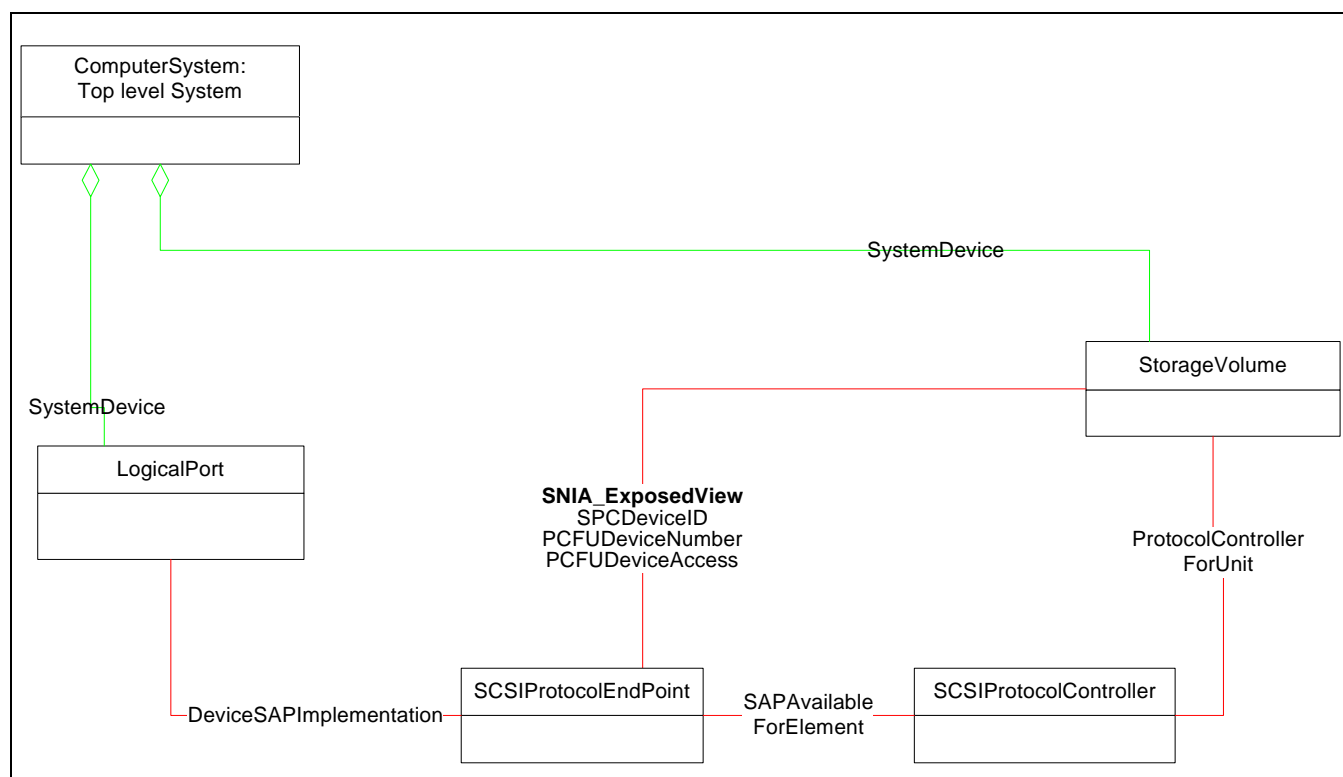 ComputerSystem:
Top level System
SystemDevice
StorageVolume
SystemDevice
LogicalPort
SNIA_ExposedView
SPCDeviceID
PCFUDeviceNumber
PCFUDeviceAccess
ProtocolController
ForUnit
SCSIProtocolEndPoint
SCSIProtocolController
DeviceSAPImplementation
SAPAvailable
ForElement